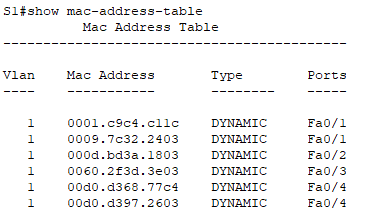 S1#show mac-address-table
Mac Address Table
-------------------------------------------
Vlan Mac Address Type Ports
---- ----------- -------- -----
1 0001.c9c4.c11c DYNAMIC Fa0/1
1 0009.7c32.2403 DYNAMIC Fa0/1
1 000d.bd3a.1803 DYNAMIC Fa0/2
1 0060.2f3d.3e03 DYNAMIC Fa0/3
1 00d0.d368.77c4 DYNAMIC Fa0/4
1 00d0.d397.2603 DYNAMIC Fa0/4